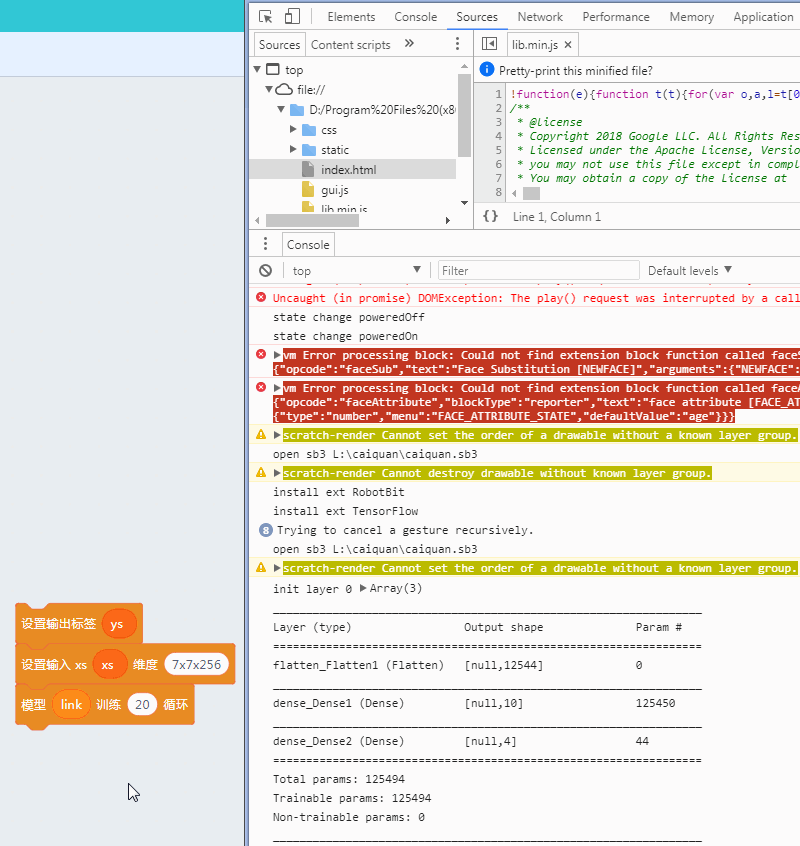 Elements Console Sources Network Performance Memory Application
Sources Content scripts »
lib.min.js ×
top
file://
D:/Program%20Files%20(x8
css
static
index.html
gui.js
lib.min.js
Pretty-print this minified file?
1 !function(e){function t(t){for(var o,a,l=t[0
2 /**
3 * @license
4 * Copyright 2018 Google LLC. All Rights Res
5 * Licensed under the Apache License, Versio
6 * you may not use this file except in compl
7 * You may obtain a copy of the License at
8
{} Line 1, Column 1
Console
top Filter Default levels ▼
Uncaught (in promise) DOMException: The play() request was interrupted by a call
state change poweredOff
state change poweredOn
vm Error processing block: Could not find extension block function called faceS
{"opcode":"faceSub","text":"Face Substitution [NEWFACE]","arguments":{"NEWFACE":
vm Error processing block: Could not find extension block function called faceA
{"opcode":"faceAttribute","blockType":"reporter","text":"face attribute [FACE_AT
{"type":"number","menu":"FACE_ATTRIBUTE_STATE","defaultValue":"age"}}}
scratch-render Cannot set the order of a drawable without a known layer group.
open sb3 L:\caiquan\caiquan.sb3
scratch-render Cannot destroy drawable without known layer group.
install ext RobotBit
install ext TensorFlow
8 Trying to cancel a gesture recursively.
open sb3 L:\caiquan\caiquan.sb3
scratch-render Cannot set the order of a drawable without a known layer group.
init layer 0 ▶Array(3)
_________________________________________________________________
Layer (type) Output shape Param #
=================================================================
flatten_Flatten1 (Flatten) [null,12544] 0
_________________________________________________________________
dense_Dense1 (Dense) [null,10] 125450
_________________________________________________________________
dense_Dense2 (Dense) [null,4] 44
=================================================================
Total params: 125494
Trainable params: 125494
Non-trainable params: 0
_________________________________________________________________
设置输出标签 ys
设置输入 xs xs 维度 7x7x256
模型 link 训练 20 循环